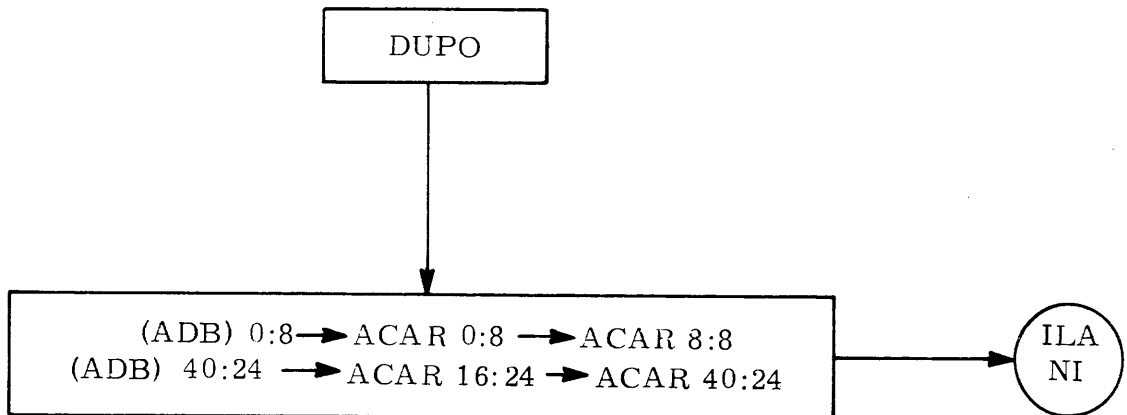 DUPO
(ADB) 0:8 → ACAR 0:8 → ACAR 8:8
(ADB) 40:24 → ACAR 16:24 → ACAR 40:24
ILA
NI